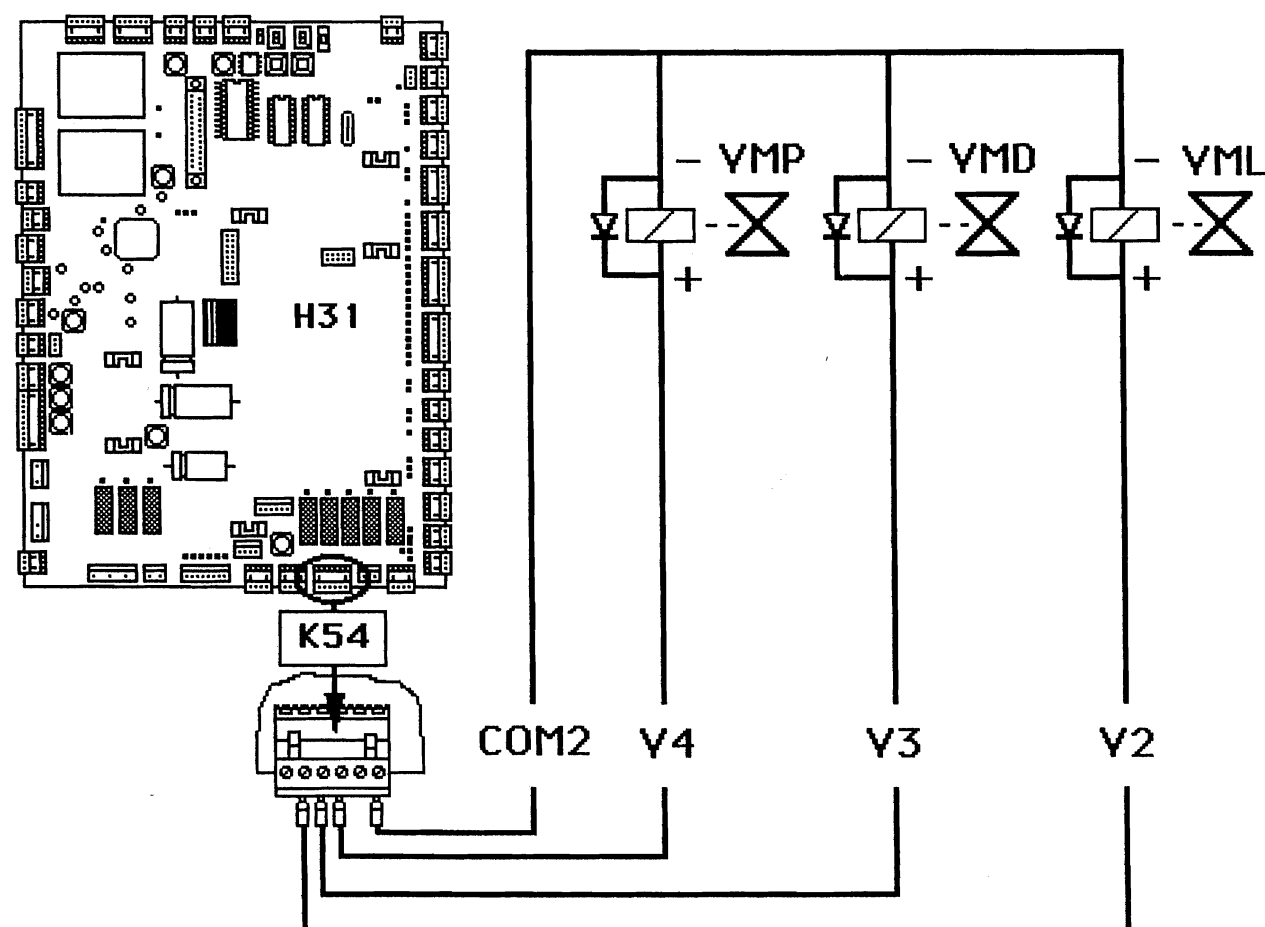 - VMP
- VMD
- VML
+
+
+
H31
K54
COM2
V4
V3
V2